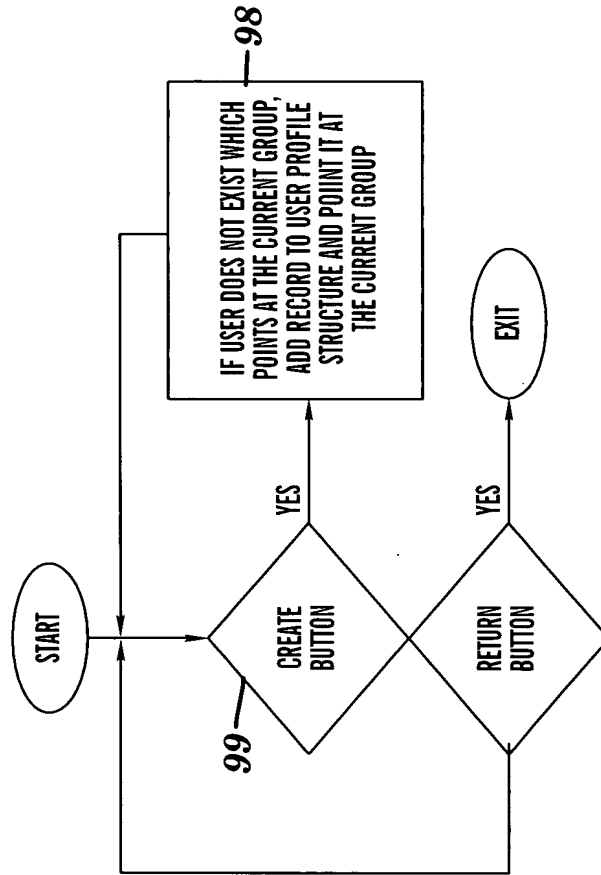 START
99
CREATE
BUTTON
YES
98
IF USER DOES NOT EXIST WHICH
POINTS AT THE CURRENT GROUP,
ADD RECORD TO USER PROFILE
STRUCTURE AND POIINT IT AT
THE CURRENT GROUP
RETURN
BUTTON
YES
EXIT